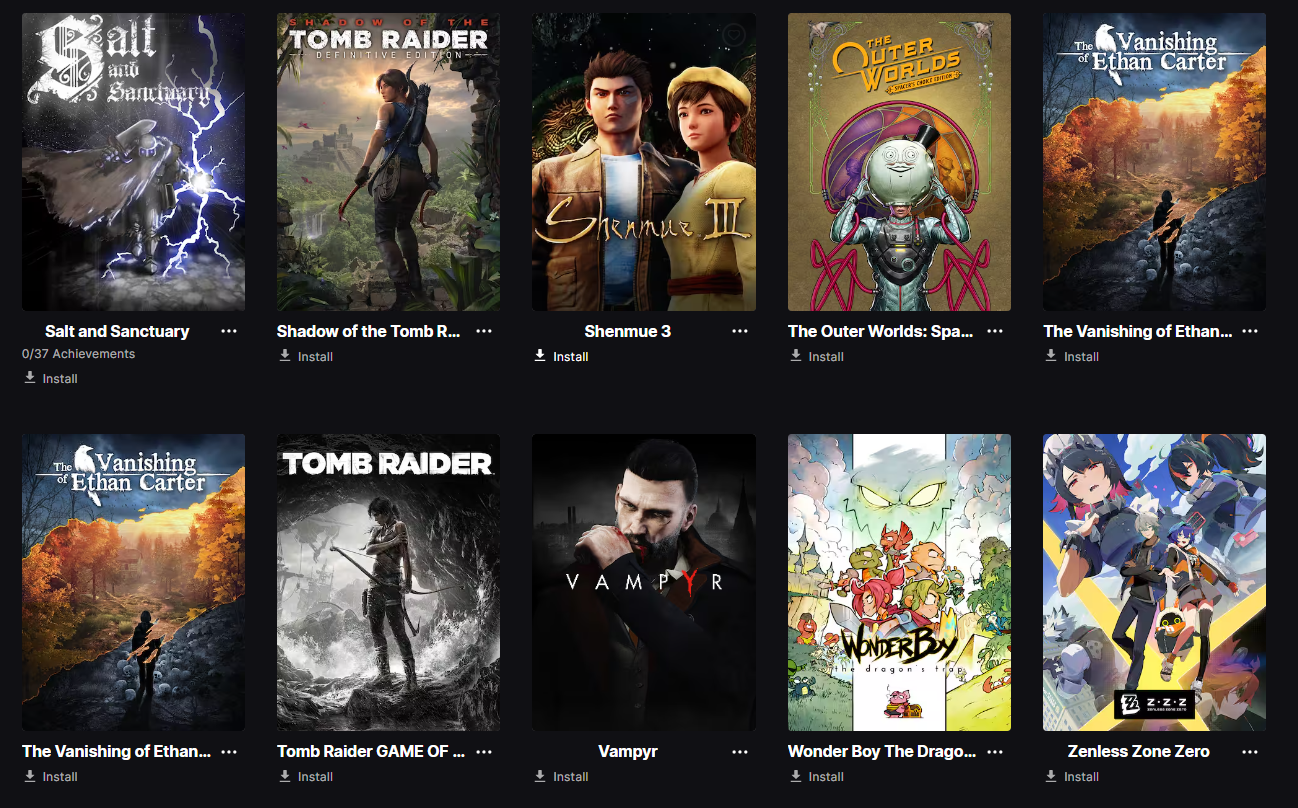 Salt
and
Sanctuary
SHADOW OF THE
TOMB RAIDER
DEFINITIVE EDITION
Shenmue III
THE
OUTER
WORLDS
SPACER'S CHOICE EDITION
The Vanishing
of Ethan Carter
Salt and Sanctuary ...
0/37 Achievements
Install
Shadow of the Tomb R... ...
Install
Shenmue 3 ...
Install
The Outer Worlds: Spa... ...
Install
The Vanishing of Ethan... ...
Install
The Vanishing
of Ethan Carter
TOMB RAIDER
VAMPYR
WONDER BOY
the dragon's trap
Z·Z·Z
ZENLESS ZONE ZERO
The Vanishing of Ethan... ...
Install
Tomb Raider GAME OF ... ...
Install
Vampyr ...
Install
Wonder Boy The Drago... ...
Install
Zenless Zone Zero ...
Install